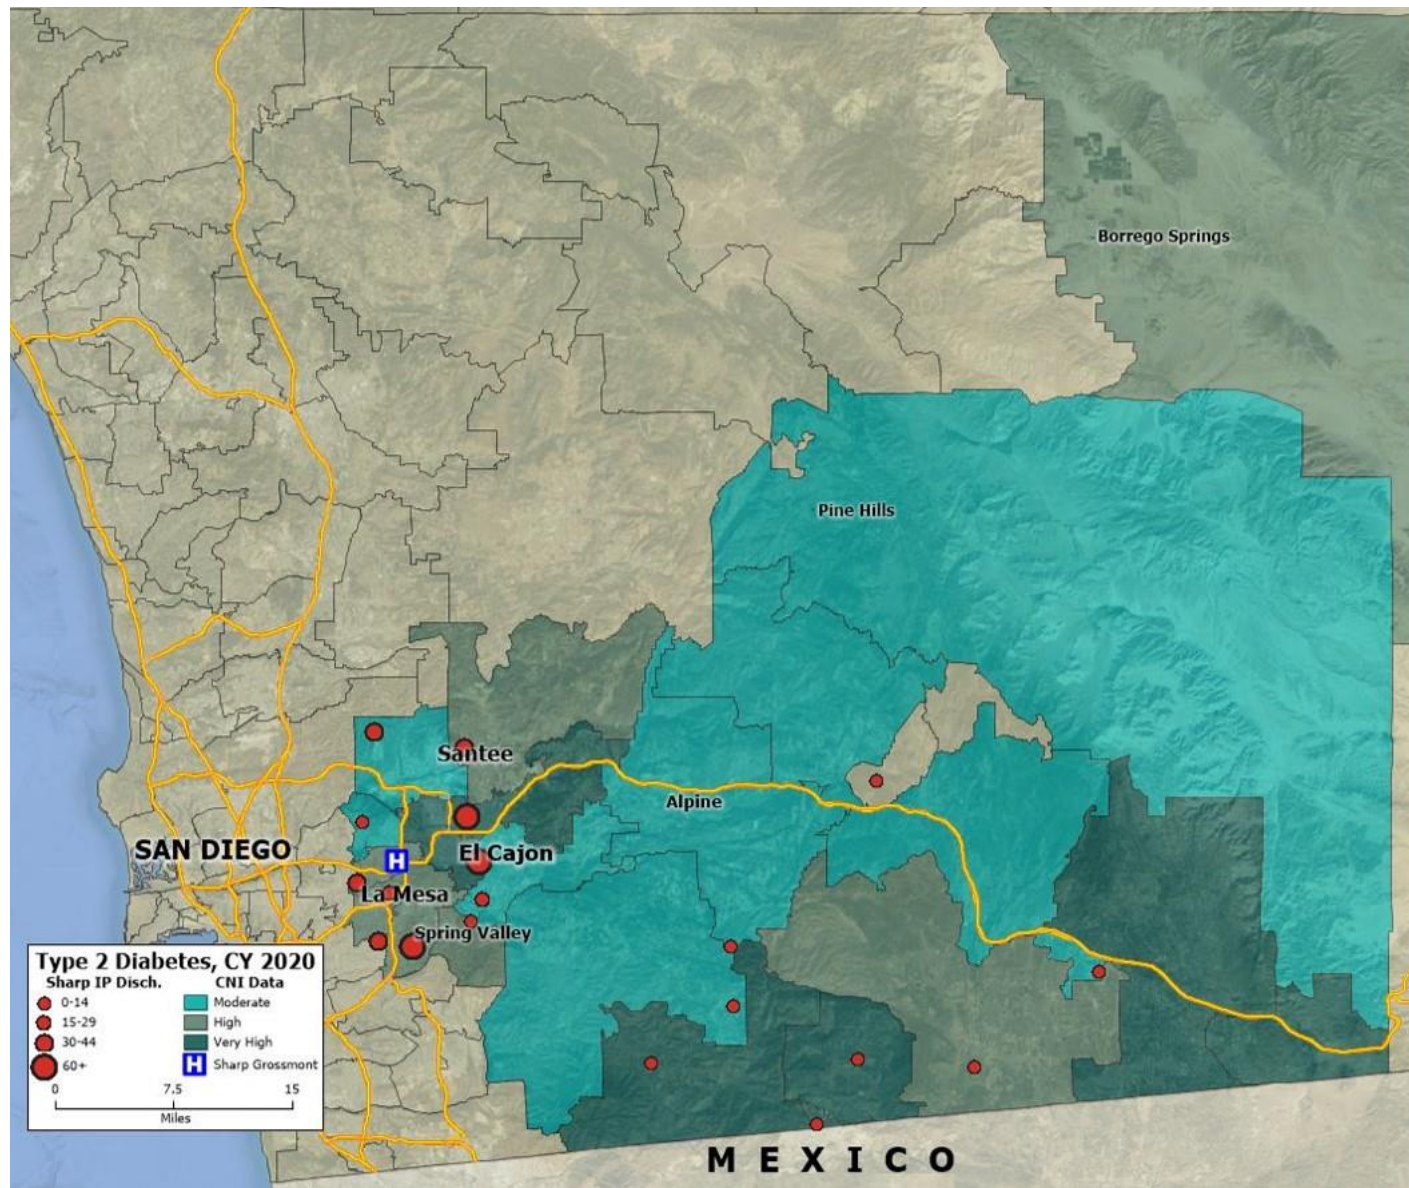 Borrego Springs
Pine Hills
Santee
Alpine
SAN DIEGO
El Cajon
H
La Mesa
Spring Valley
Type 2 Diabetes, CY 2020
Sharp IP Disch. CNI Data
0-14 Moderate
15-29 High
30-44 Very High
60+ H Sharp Grossmont
0 7.5 15
Miles
MEXICO